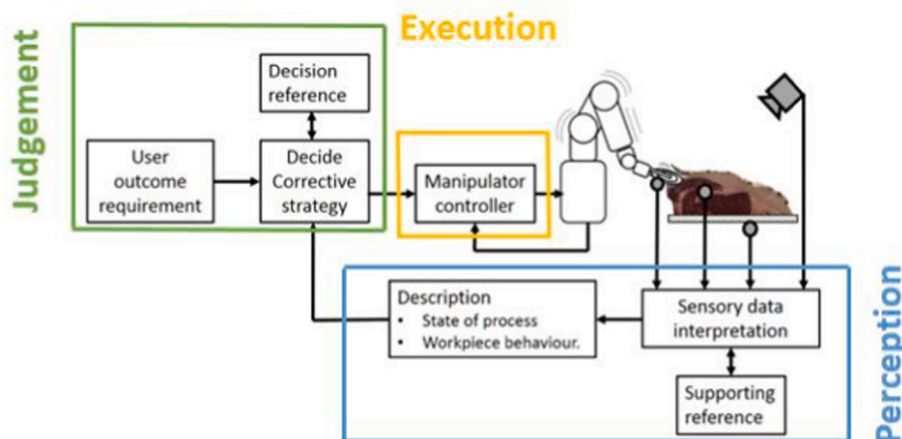 Execution
Judgement
Decision
reference
User
outcome
requirement
Decide
Corrective
strategy
Manipulator
controller
Perception
Description
• State of process
• Workpiece behaviour.
Sensory data
interpretation
Supporting
reference